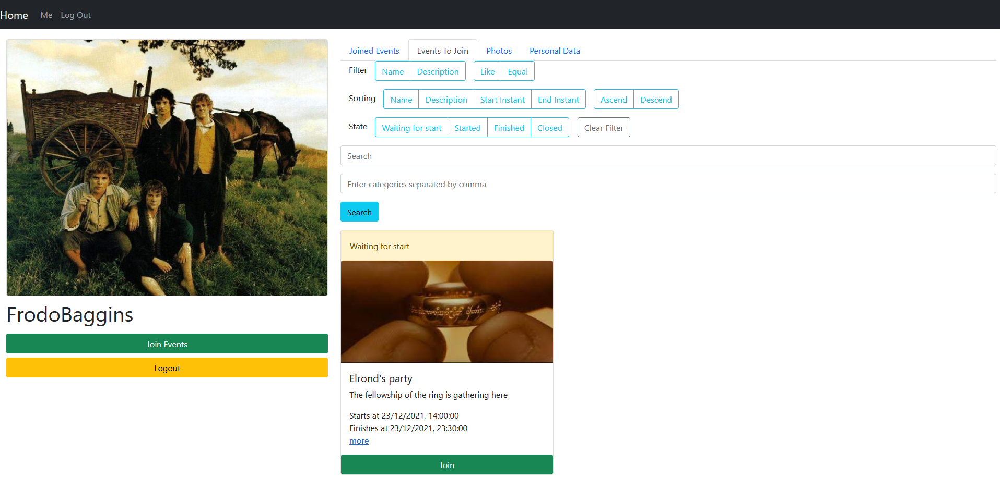 Home Me Log Out
FrodoBaggins
Join Events
Logout
Joined Events Events To Join Photos Personal Data
Filter Name Description Like Equal
Sorting Name Description Start Instant End Instant Ascend Descend
State Waiting for start Started Finished Closed Clear Filter
Search
Enter categories separated by comma
Search
Waiting for start
Elrond's party
The fellowship of the ring is gathering here
Starts at 23/12/2021, 14:00:00
Finishes at 23/12/2021, 23:30:00
more
Join